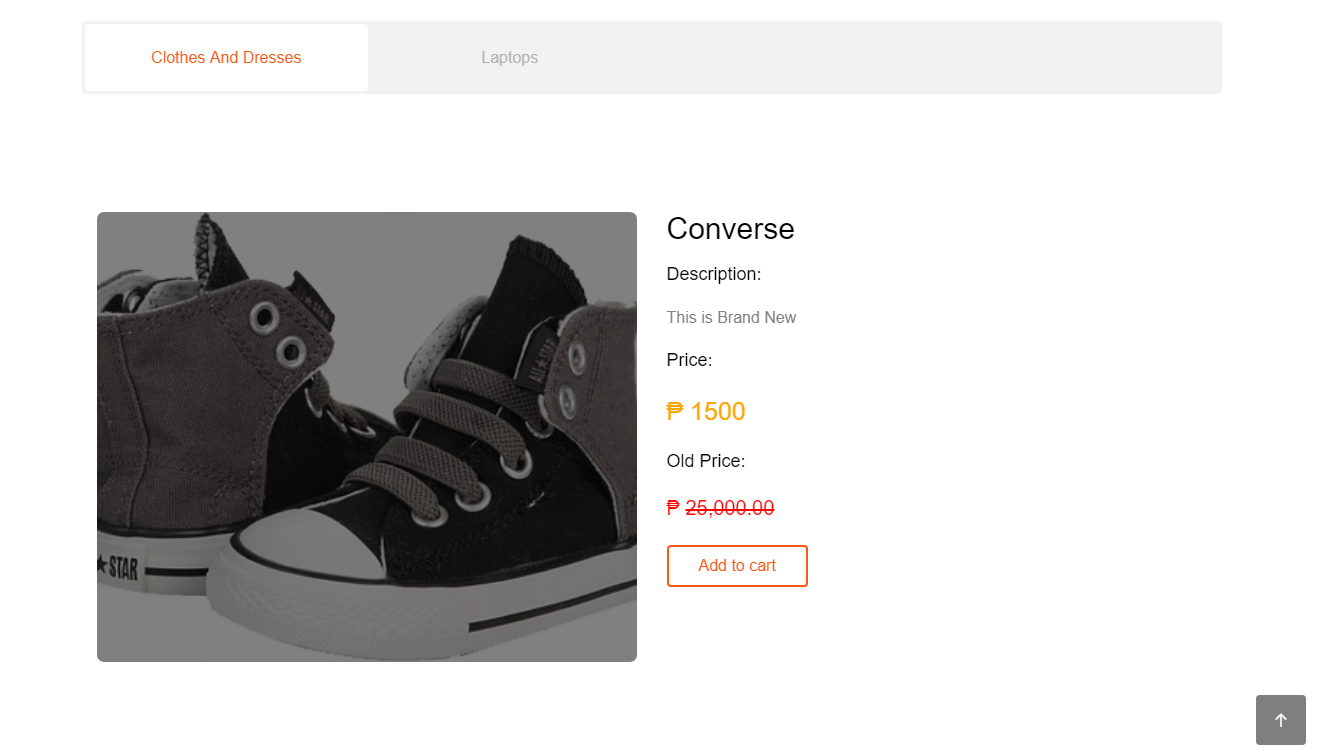 Clothes And Dresses
Laptops
Converse
Description:
This is Brand New
Price:
₱ 1500
Old Price:
₱ 25,000.00
Add to cart
ALL★STAR
★STAR